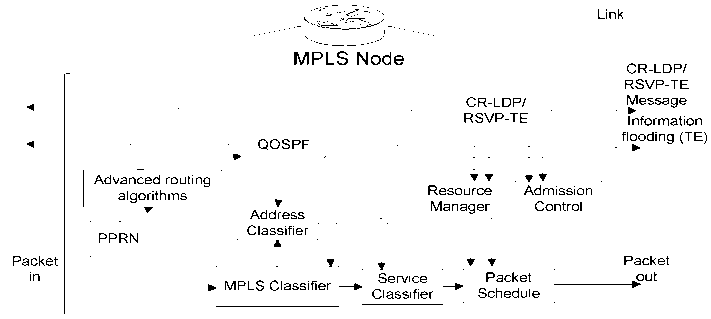 Link
MPLS Node
CR-LDP/
RSVP-TE
Message
CR-LDP/
RSVP-TE
Information
flooding (TE)
QOSPF
Advanced routing
algorithms
Resource
Manager
Admission
Control
Address
Classifier
PPRN
Packet
in
MPLS Classifier
Service
Classifier
Packet
Schedule
Packet
out